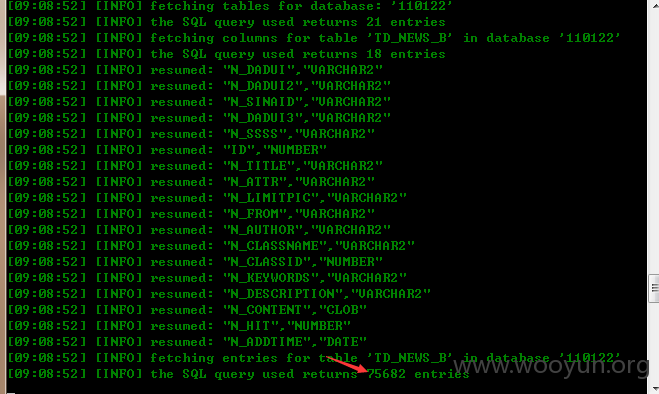 [09:08:52] [INFO] fetching tables for database: '110122'
[09:08:52] [INFO] the SQL query used returns 21 entries
[09:08:52] [INFO] fetching columns for table 'TD_NEWS_B' in database '110122'
[09:08:52] [INFO] the SQL query used returns 18 entries
[09:08:52] [INFO] resumed: "N_DADUI","VARCHAR2"
[09:08:52] [INFO] resumed: "N_DADUI2","VARCHAR2"
[09:08:52] [INFO] resumed: "N_SINAID","VARCHAR2"
[09:08:52] [INFO] resumed: "N_DADUI3","VARCHAR2"
[09:08:52] [INFO] resumed: "N_SSSS","VARCHAR2"
[09:08:52] [INFO] resumed: "ID","NUMBER"
[09:08:52] [INFO] resumed: "N_TITLE","VARCHAR2"
[09:08:52] [INFO] resumed: "N_ATTR","VARCHAR2"
[09:08:52] [INFO] resumed: "N_LIMITPIC","VARCHAR2"
[09:08:52] [INFO] resumed: "N_FROM","VARCHAR2"
[09:08:52] [INFO] resumed: "N_AUTHOR","VARCHAR2"
[09:08:52] [INFO] resumed: "N_CLASSNAME","VARCHAR2"
[09:08:52] [INFO] resumed: "N_CLASSID","NUMBER"
[09:08:52] [INFO] resumed: "N_KEYWORDS","VARCHAR2"
[09:08:52] [INFO] resumed: "N_DESCRIPTION","VARCHAR2"
[09:08:52] [INFO] resumed: "N_CONTENT","CLOB"
[09:08:52] [INFO] resumed: "N_HIT","NUMBER"
[09:08:52] [INFO] resumed: "N_ADDTIME","DATE"
[09:08:52] [INFO] fetching entries for table 'TD_NEWS_B' in database '110122'
[09:08:52] [INFO] the SQL query used returns 75682 entries
www.wooyun.org